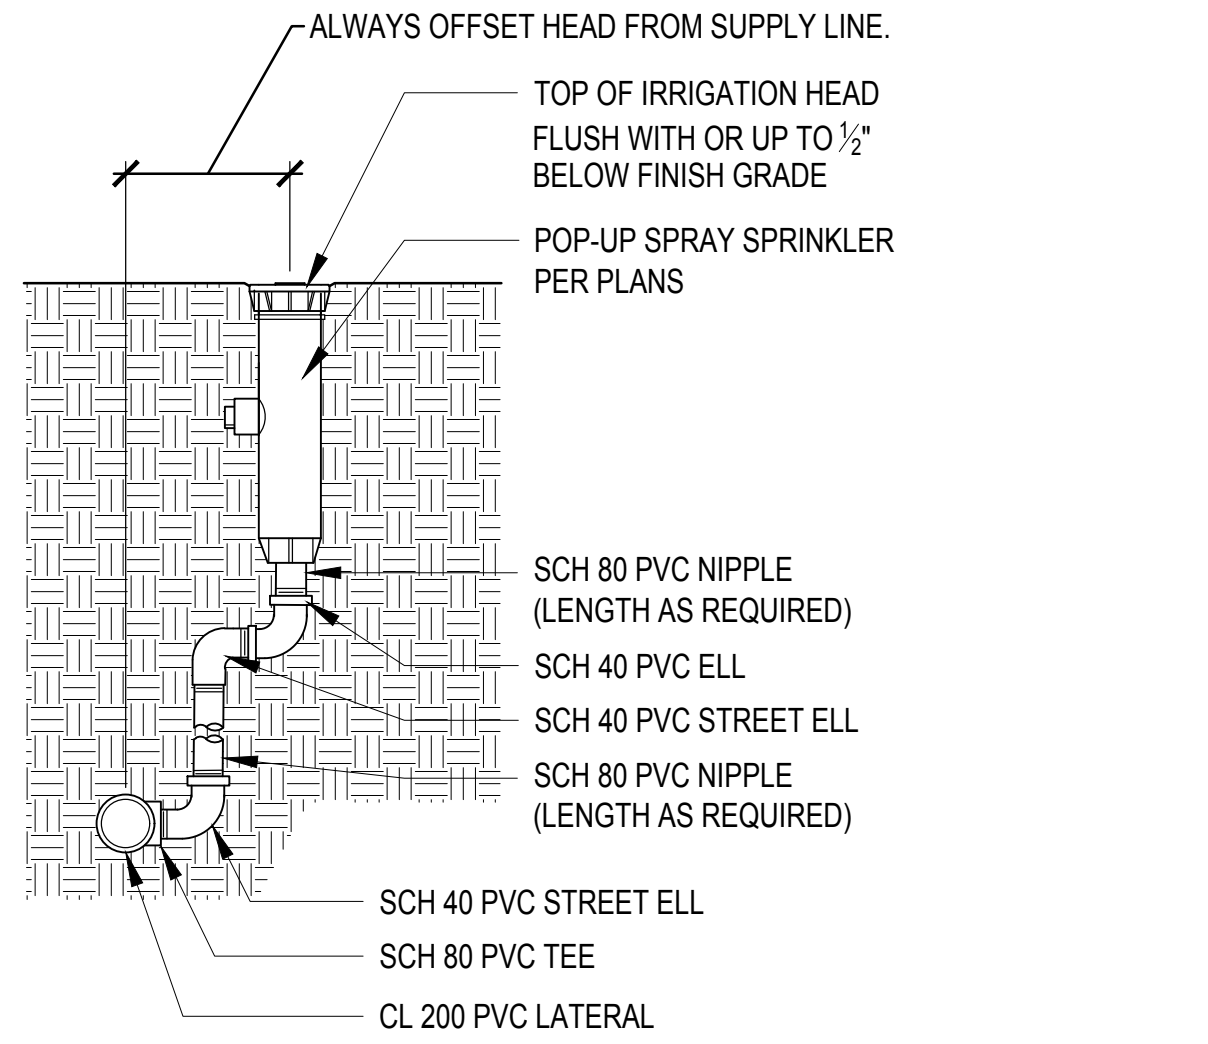 ALWAYS OFFSET HEAD FROM SUPPLY LINE.
TOP OF IRRIGATION HEAD
FLUSH WITH OR UP TO ½"
BELOW FINISH GRADE
POP-UP SPRAY SPRINKLER
PER PLANS
SCH 80 PVC NIPPLE
(LENGTH AS REQUIRED)
SCH 40 PVC ELL
SCH 40 PVC STREET ELL
SCH 80 PVC NIPPLE
(LENGTH AS REQUIRED)
SCH 40 PVC STREET ELL
SCH 80 PVC TEE
CL 200 PVC LATERAL